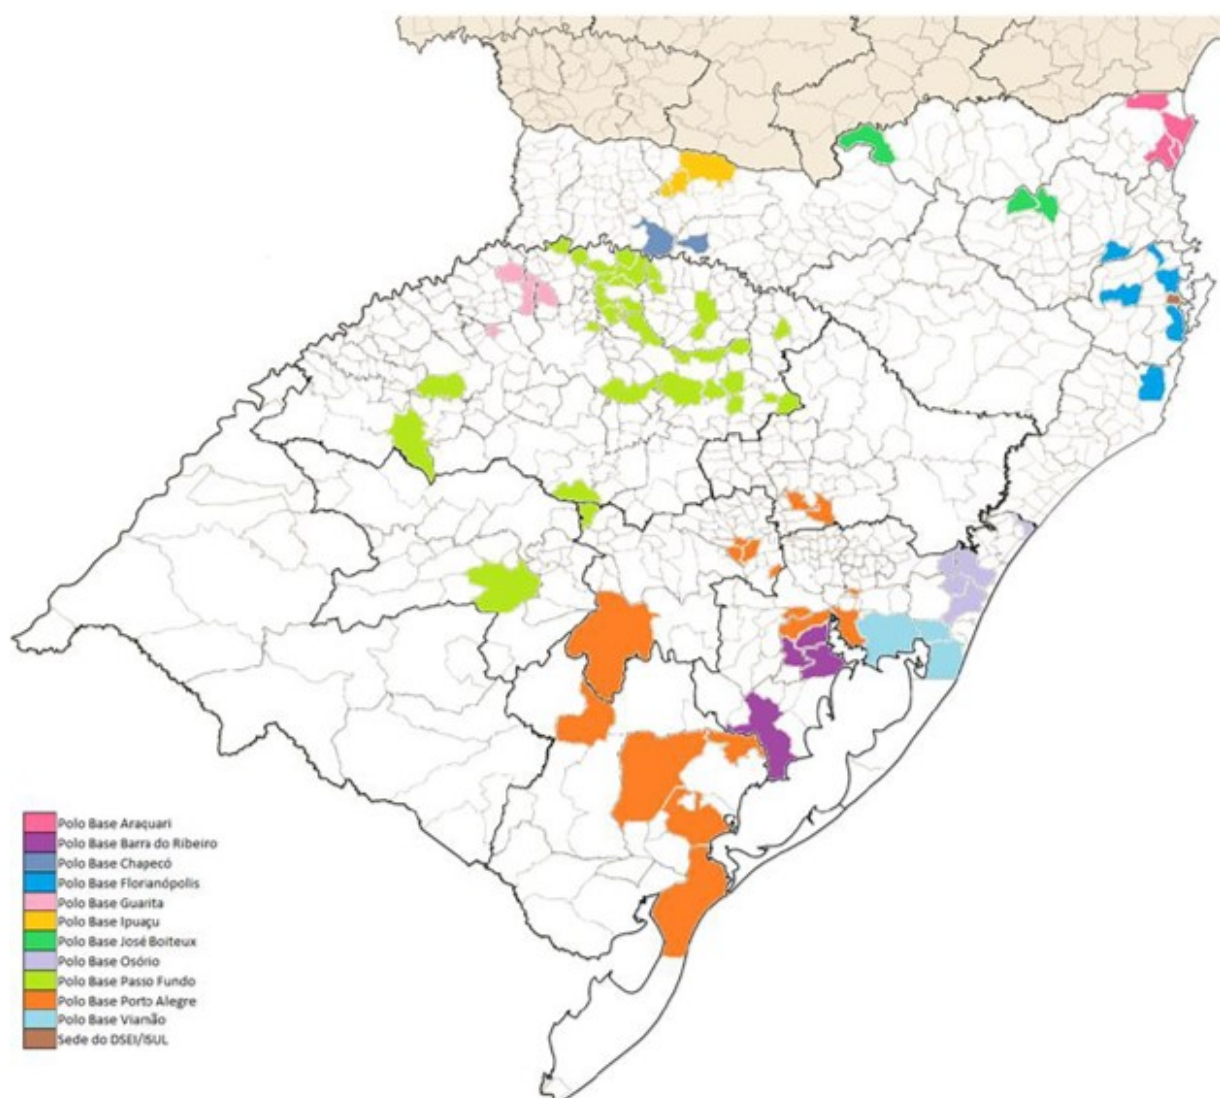 Polo Base Araquari
Polo Base Barra do Ribeiro
Polo Base Chapecó
Polo Base Florianópolis
Polo Base Guarita
Polo Base Ipuaçu
Polo Base José Boiteux
Polo Base Osório
Polo Base Passo Fundo
Polo Base Porto Alegre
Polo Base Viamão
Sede do DSEI/ISUL